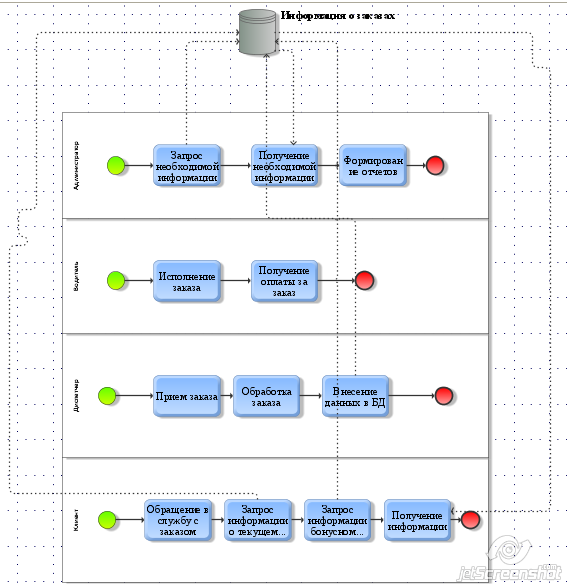 Информация о заказах
Администратор
Запрос
необходимой
информации
Получение
необходимой
информации
Формирован
ие отчетов
Водитель
Исполнение
заказа
Получение
оплаты за
заказ
Диспетчер
Прием заказа
Обработка
заказа
Внесение
данных в БД
Клиент
Обращение в
службу с
заказом
Запрос
информации
о текущем...
Запрос
информации
бонусном...
Получение
информации
jetScreenshot